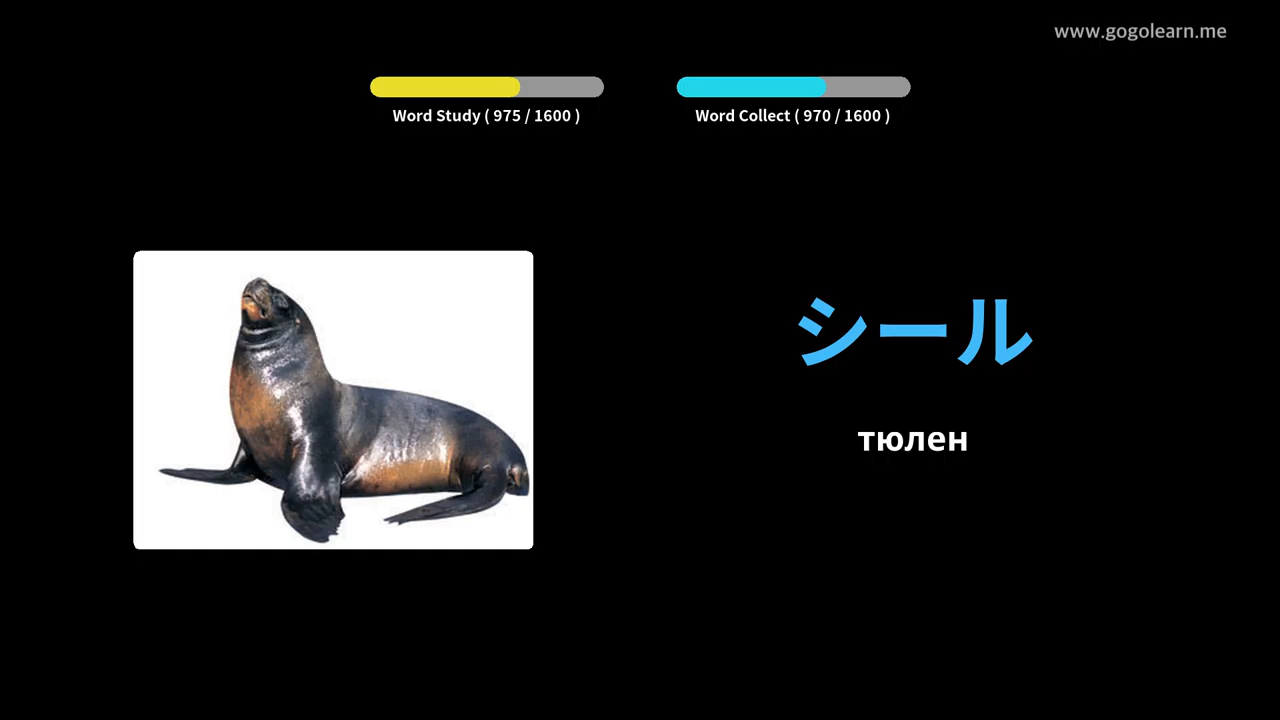 www.gogolearn.me
Word Study ( 975 / 1600 )
Word Collect ( 970 / 1600 )
シール
тюлен